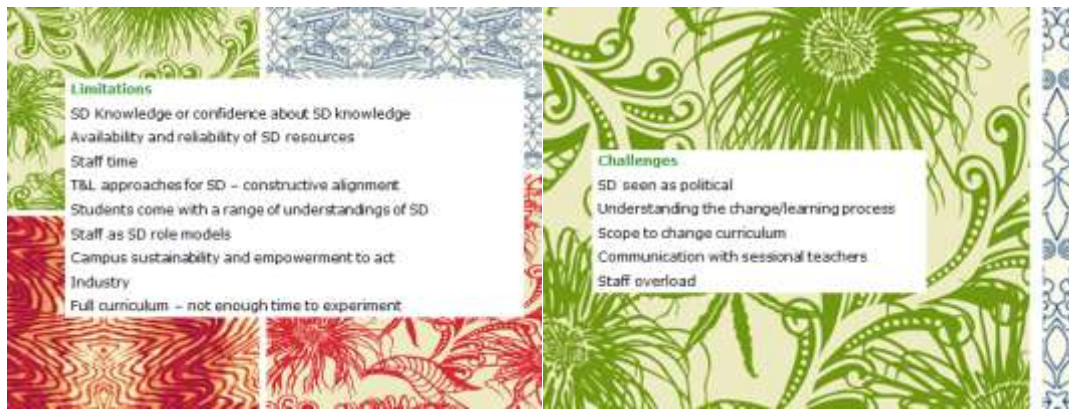 Limitations
SD Knowledge or confidence about SD knowledge
Availability and reliability of SD resources
Staff time
T&L approaches for SD – constructive alignment
Students come with a range of understandings of SD
Staff as SD role models
Campus sustainability and empowerment to act
Industry
Full curriculum – not enough time to experiment
Challenges
SD seen as political
Understanding the change/learning process
Scope to change curriculum
Communication with sessional teachers
Staff overload